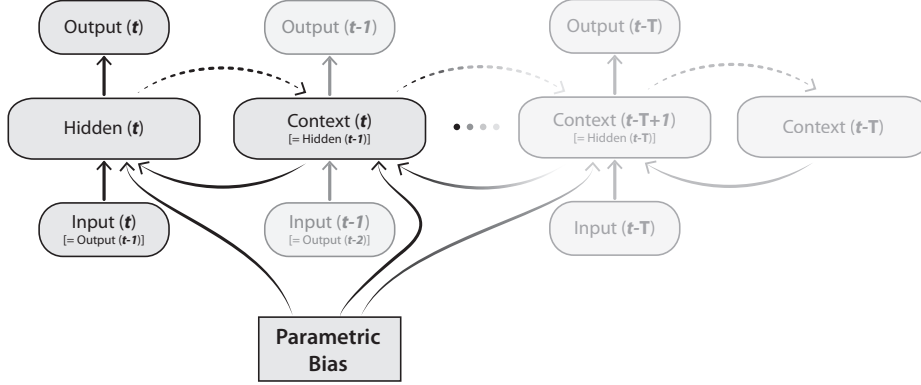 Output (t)
Output (t-1)
Output (t-T)
Hidden (t)
Context (t)
[= Hidden (t-1)]
Context (t-T+1)
[= Hidden (t-T)]
Context (t-T)
Input (t)
[= Output (t-1)]
Input (t-1)
[= Output (t-2)]
Input (t-T)
Parametric
Bias